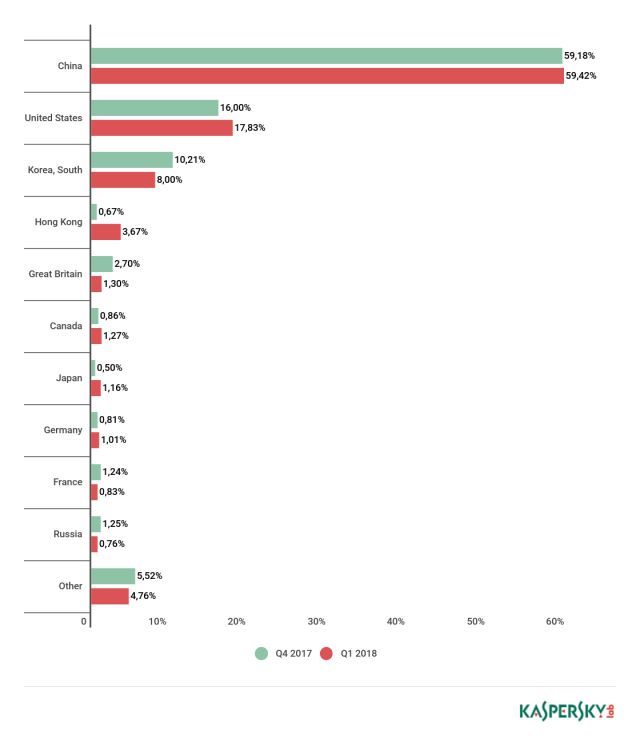 China
59,18%
59,42%
United States
16,00%
17,83%
Korea, South
10,21%
8,00%
Hong Kong
0,67%
3,67%
Great Britain
2,70%
1,30%
Canada
0,86%
1,27%
Japan
0,50%
1,16%
Germany
0,81%
1,01%
France
1,24%
0,83%
Russia
1,25%
0,76%
Other
5,52%
4,76%
0 10% 20% 30% 40% 50% 60%
Q4 2017 Q1 2018
KASPERSKY lab